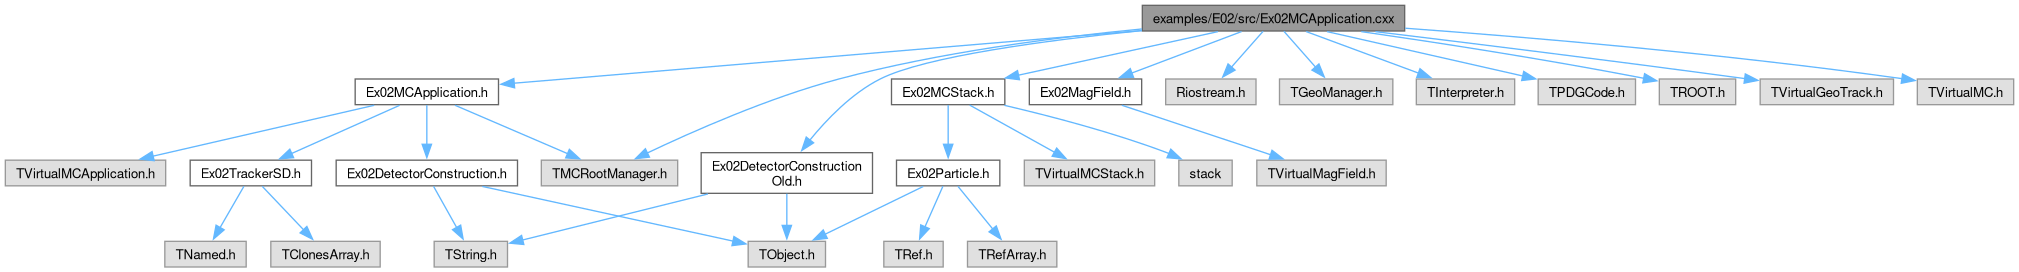 examples/E02/src/Ex02MCApplication.cxx
Ex02MCApplication.h
Ex02MCStack.h
Ex02MagField.h
Riostream.h
TGeoManager.h
TInterpreter.h
TPDGCode.h
TROOT.h
TVirtualGeoTrack.h
TVirtualMC.h
TVirtualMCApplication.h
Ex02TrackerSD.h
Ex02DetectorConstruction.h
TMCRootManager.h
Ex02DetectorConstruction
Old.h
Ex02Particle.h
TVirtualMCStack.h
stack
TVirtualMagField.h
TNamed.h
TClonesArray.h
TString.h
TObject.h
TRef.h
TRefArray.h